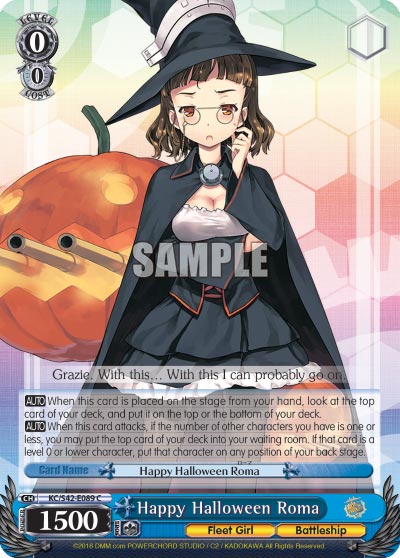 LEVEL
0
0
COST
SAMPLE
Grazie. With this… With this I can probably go on.
AUTO When this card is placed on the stage from your hand, look at the top
card of your deck, and put it on the top or the bottom of your deck.
AUTO When this card attacks, if the number of other characters you have is one or
less, you may put the top card of your deck into your waiting room. If that card is a
level 0 or lower character, put that character on any position of your back stage.
Card Name Happy Halloween Roma
CH KC/S42-E089 C
POWER 1500 Happy Halloween Roma
Fleet Girl Battleship
©2016 DMM.com POWERCHORD STUDIO / C2 / KADOKAWA All Rights Reserved.